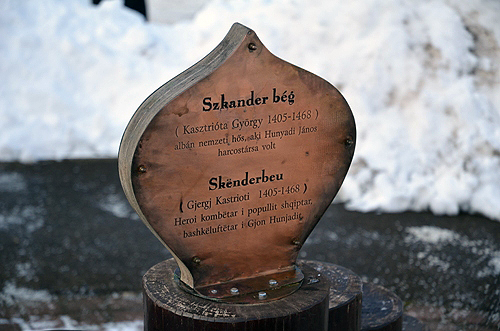 Szkander bég
( Kasztrióta György 1405-1468 )
albán nemzeti hős, aki Hunyadi János
harcostársa volt
Skënderbeu
( Gjergj Kastrioti 1405-1468 )
Heroi kombëtar i popullit shqiptar,
bashkëluftëtar i Gjon Hunjadit